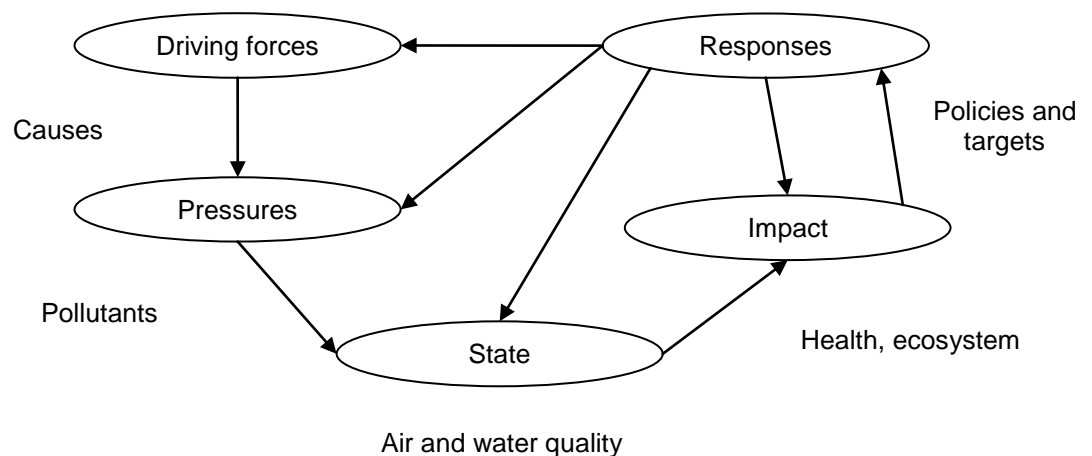 Driving forces
Responses
Causes
Policies and
targets
Pressures
Impact
Pollutants
Health, ecosystem
State
Air and water quality